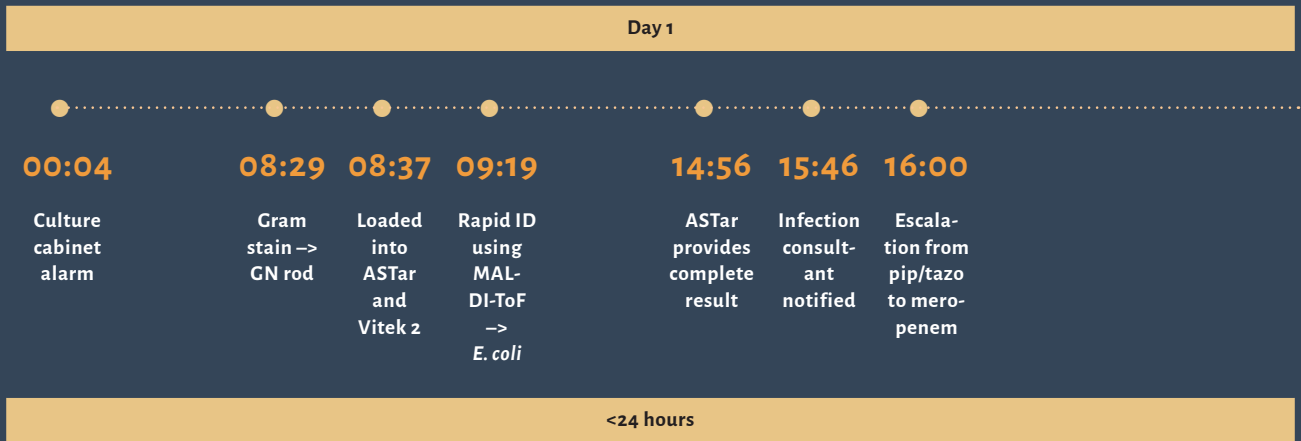 Day 1
00:04
Culture
cabinet
alarm
08:29
Gram
stain –>
GN rod
08:37
Loaded
into
ASTar
and
Vitek 2
09:19
Rapid ID
using
MAL-
DI-ToF
–>
E. coli
14:56
ASTar
provides
complete
result
15:46
Infection
consult-
ant
notified
16:00
Escala-
tion from
pip/tazo
to mero-
penem
<24 hours